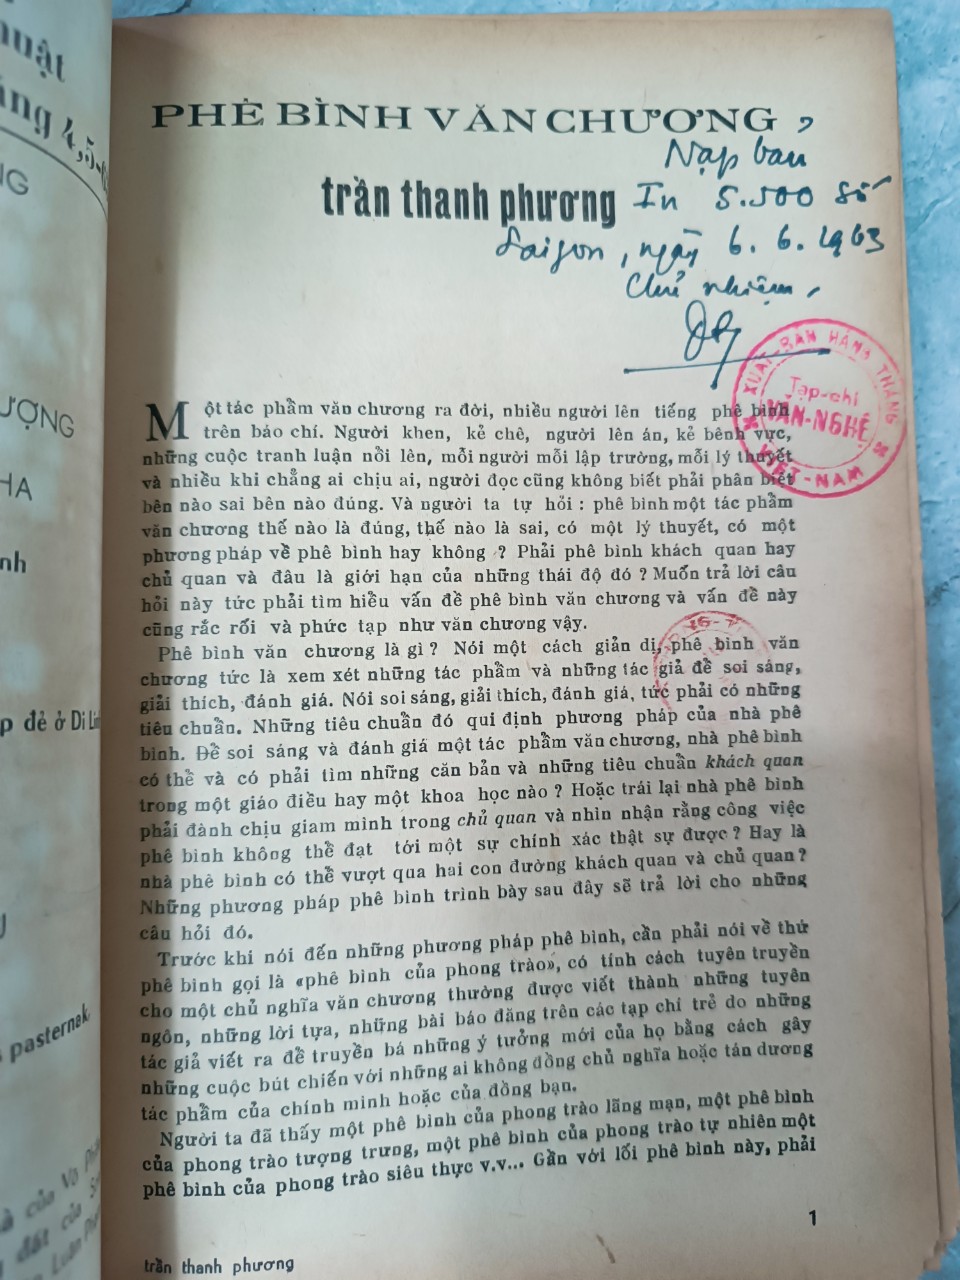 uật
4,5-
NG
ƯỢNG
HA
nh
p đẻ ở Di Linh
pasternak
đất của
PHÊ BÌNH VĂN CHƯƠNG
trần thanh phương
Nạp bản
In 5.500 số
Saigon, ngày 6.6.1963
Chủ nhiệm,
XUẤT-BẢN HÀNG THÁNG
Tạp-chí
VĂN-NGHỆ
VIỆT-NAM
Một tác phẩm văn chương ra đời, nhiều người lên tiếng phê bình
trên báo chí. Người khen, kẻ chê, người lên án, kẻ bênh vực,
những cuộc tranh luận nổi lên, mỗi người mỗi lập trường, mỗi lý thuyết
và nhiều khi chẳng ai chịu ai, người đọc cũng không biết phải phân biệt
bên nào sai bên nào đúng. Và người ta tự hỏi : phê bình một tác phẩm
văn chương thế nào là đúng, thế nào là sai, có một lý thuyết, có một
phương pháp về phê bình hay không ? Phải phê bình khách quan hay
chủ quan và đâu là giới hạn của những thái độ đó ? Muốn trả lời câu
hỏi này tức phải tìm hiểu vấn đề phê bình văn chương và vấn đề này
cũng rắc rối và phức tạp như văn chương vậy.
Phê bình văn chương là gì ? Nói một cách giản dị, phê bình văn
chương tức là xem xét những tác phẩm và những tác giả để soi sáng,
giải thích, đánh giá. Nói soi sáng, giải thích, đánh giá, tức phải có những
tiêu chuẩn. Những tiêu chuẩn đó qui định phương pháp của nhà phê
bình. Để soi sáng và đánh giá một tác phẩm văn chương, nhà phê bình
có thể và có phải tìm những căn bản và những tiêu chuẩn khách quan
trong một giáo điều hay một khoa học nào ? Hoặc trái lại nhà phê bình
phải đành chịu giam mình trong chủ quan và nhìn nhận rằng công việc
phê bình không thể đạt tới một sự chính xác thật sự được ? Hay là
nhà phê bình có thể vượt qua hai con đường khách quan và chủ quan ?
Những phương pháp phê bình trình bày sau đây sẽ trả lời cho những
câu hỏi đó.
Trước khi nói đến những phương pháp phê bình, cần phải nói về thứ
phê bình gọi là «phê bình của phong trào», có tính cách tuyên truyền
cho một chủ nghĩa văn chương thường được viết thành những tuyên
ngôn, những lời tựa, những bài báo đăng trên các tạp chí trẻ do những
tác giả viết ra để truyền bá những ý tưởng mới của họ bằng cách gây
những cuộc bút chiến với những ai không đồng chủ nghĩa hoặc tán dương
tác phẩm của chính mình hoặc của đồng bạn.
Người ta đã thấy một phê bình của phong trào lãng mạn, một phê bình
của phong trào tượng trưng, một phê bình của phong trào tự nhiên một
phê bình của phong trào siêu thực v.v... Gần với lối phê bình này, phải
1
trần thanh phương